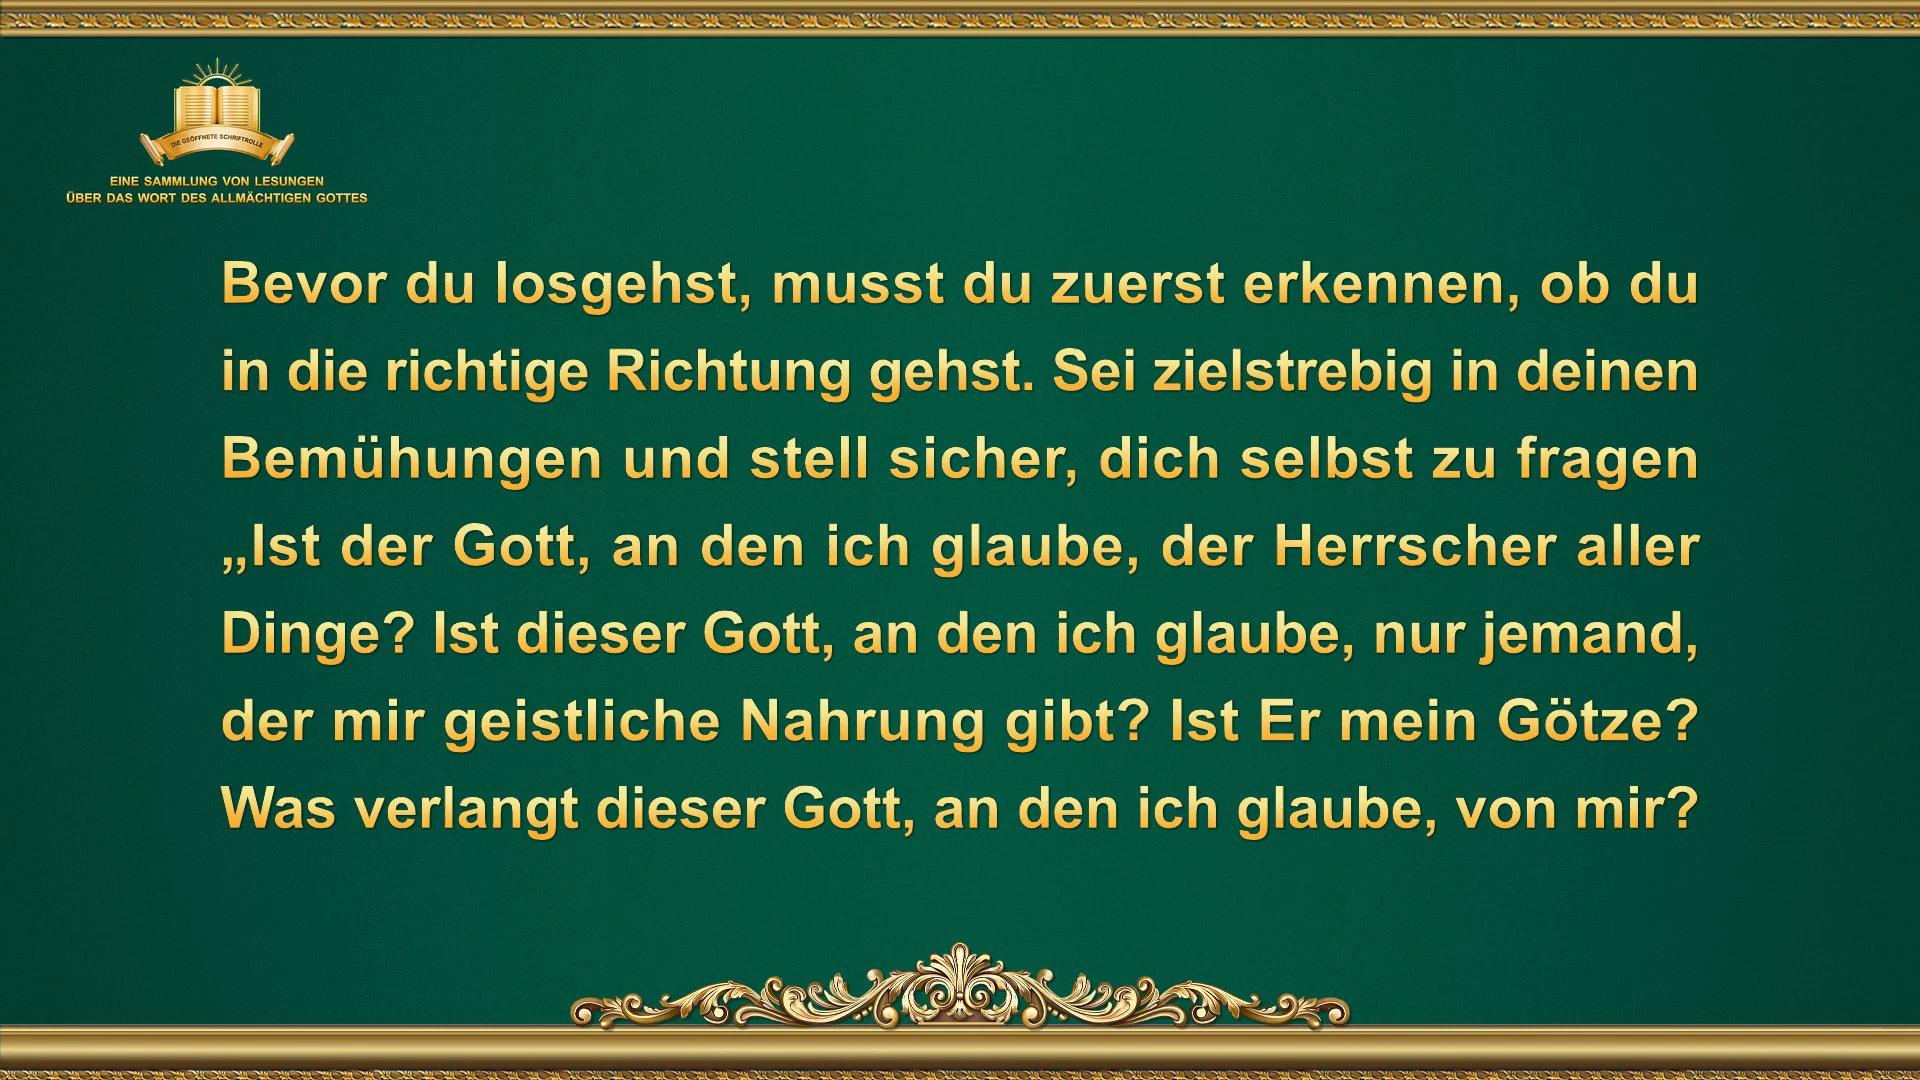 DIE GEÖFFNETE SCHRIFTROLLE
EINE SAMMLUNG VON LESUNGEN
ÜBER DAS WORT DES ALLMÄCHTIGEN GOTTES
Bevor du losgehst, musst du zuerst erkennen, ob du
in die richtige Richtung gehst. Sei zielstrebig in deinen
Bemühungen und stell sicher, dich selbst zu fragen
„Ist der Gott, an den ich glaube, der Herrscher aller
Dinge? Ist dieser Gott, an den ich glaube, nur jemand,
der mir geistliche Nahrung gibt? Ist Er mein Götze?
Was verlangt dieser Gott, an den ich glaube, von mir?